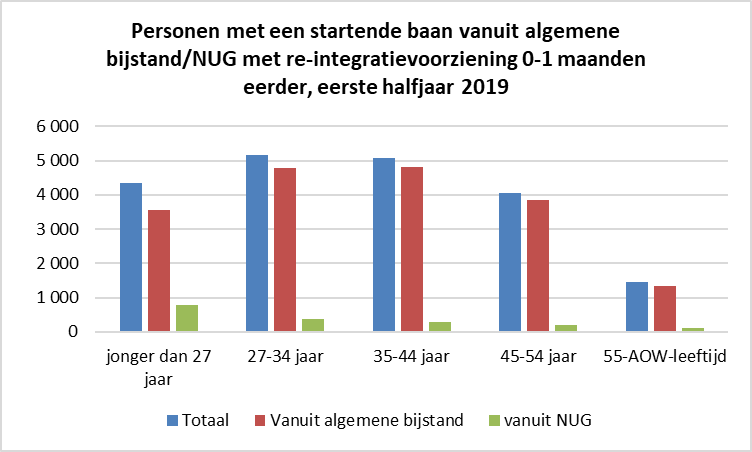 Personen met een startende baan vanuit algemene
bijstand/NUG met re-integratievoorziening 0-1 maanden
eerder, eerste halfjaar 2019
6 000
5 000
4 000
3 000
2 000
1 000
0
jonger dan 27
jaar
27-34 jaar
35-44 jaar
45-54 jaar
55-AOW-leeftijd
Totaal
Vanuit algemene bijstand
vanuit NUG